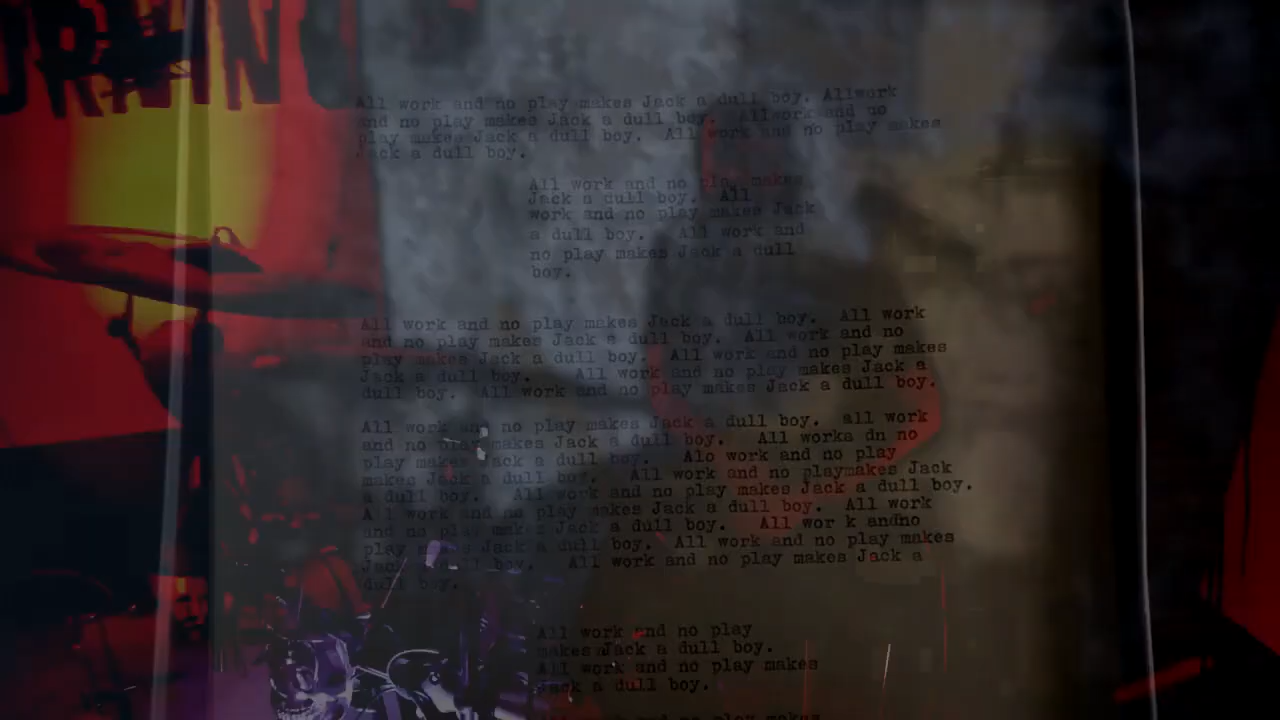 All work and no play makes Jack a dull boy. Allwork
and no play makes Jack a dull boy.  Allwork and no
play makes Jack a dull boy.  All work and no play makes
Jack a dull boy.
All work and no play makes
Jack a dull boy.  All
work and no play makes Jack
a dull boy.  All work and
no play makes Jack a dull
boy.
All work and no play makes Jack a dull boy.  All work
and no play makes Jack a dull boy.  All work and no
play makes Jack a dull boy.  All work and no play makes
Jack a dull boy.   All work and no play makes Jack a
dull boy.  All work and no play makes Jack a dull boy.
All work and no play makes Jack a dull boy.  all work
and no play makes Jack a dull boy.   All works dn no
play makes Jack a dull boy.   Alo work and no play
makes Jack a dull boy.   All work and no playmakes Jack
a dull boy.   All work and no play makes Jack a dull boy.
A l work and no play makes Jack a dull boy.  All work
and no play makes Jack a dull boy.   All wor k andno
play makes Jack a dull boy.  All work and no play makes
Jack a dull boy.   All work and no play makes Jack a
dull boy.
All work and no play
makes Jack a dull boy.
All work and no play makes
Jack a dull boy.
All work and no play makes